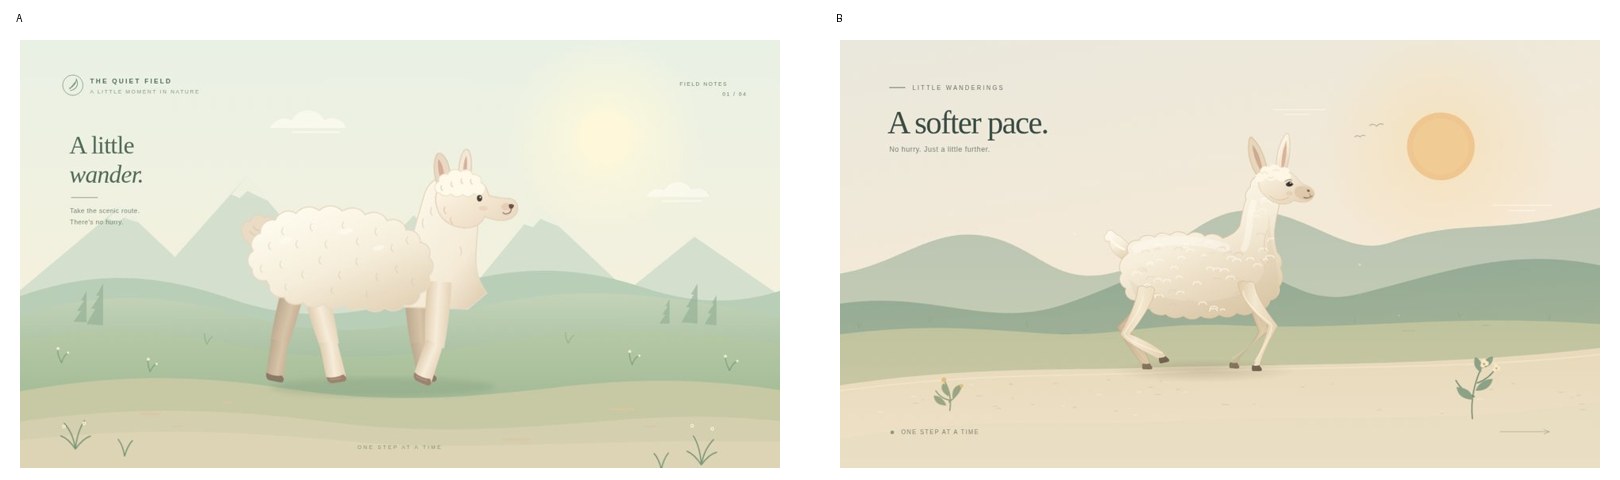 A
THE QUIET FIELD
A LITTLE MOMENT IN NATURE
FIELD NOTES
01 / 04
A little
wander.
Take the scenic route.
There's no hurry.
ONE STEP AT A TIME
B
LITTLE WANDERINGS
A softer pace.
No hurry. Just a little further.
ONE STEP AT A TIME